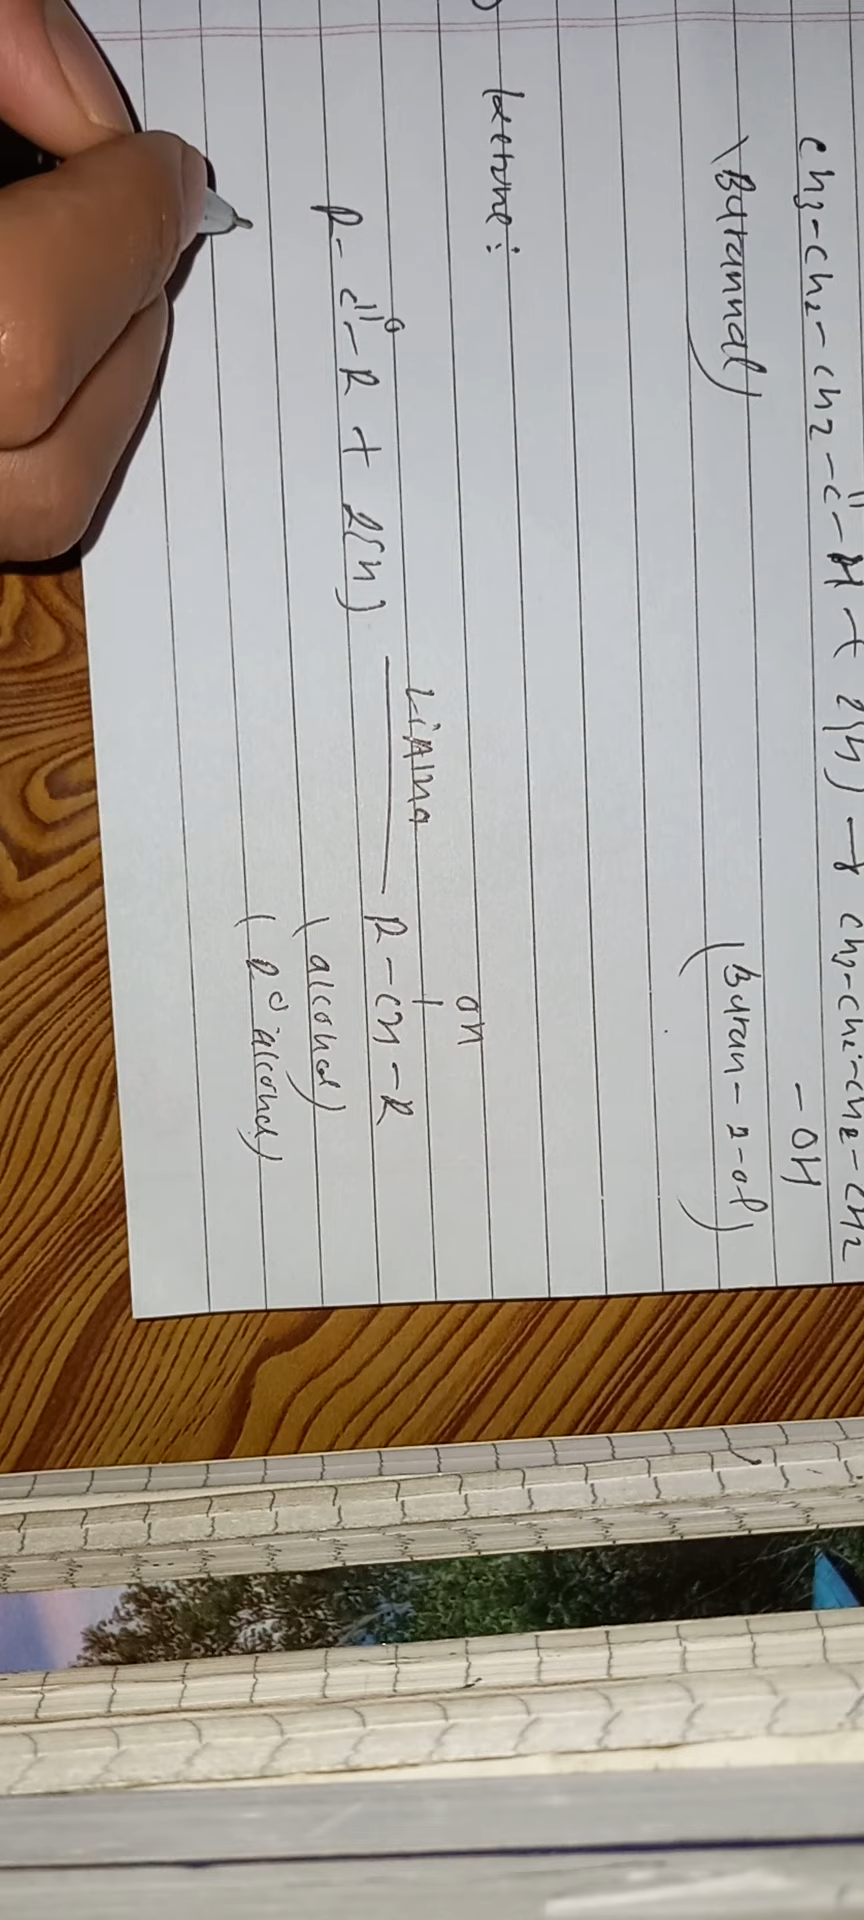 O
CH3-CH2-CH2-C-H + 2(H) → CH3-CH2-CH2-CH2
-OH
(Butannal) (Butan-1-ol)
ketone:
O LiAlH4 OH
R-C-R + 2(H) — R-CH-R
(alcohol)
(2° alcohol)